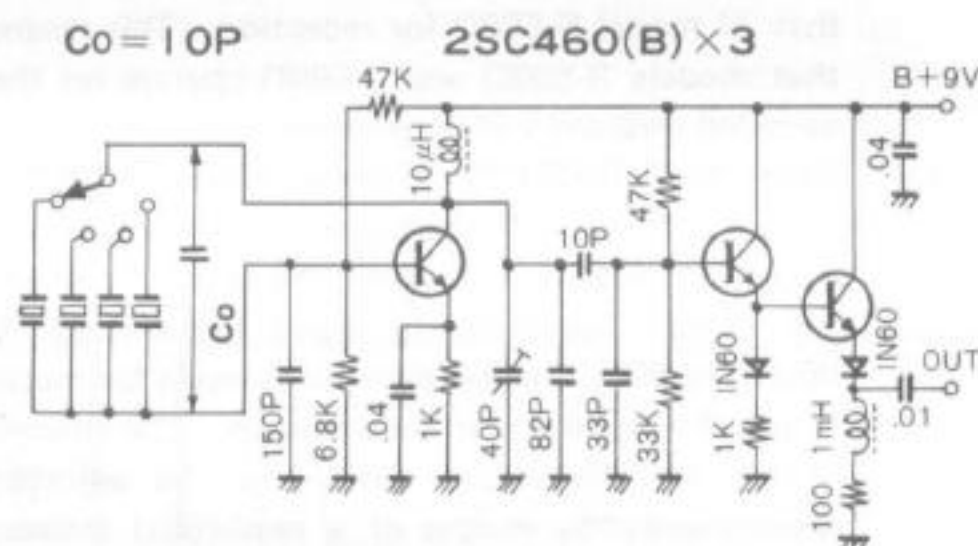 Co=10P
2SC460(B)×3
47K
B+9V
10μH
.04
47K
10P
Co
1N60
1N60
OUT
150P
6.8K
.04
1K
40P
82P
33P
33K
1K
1mH
.01
100